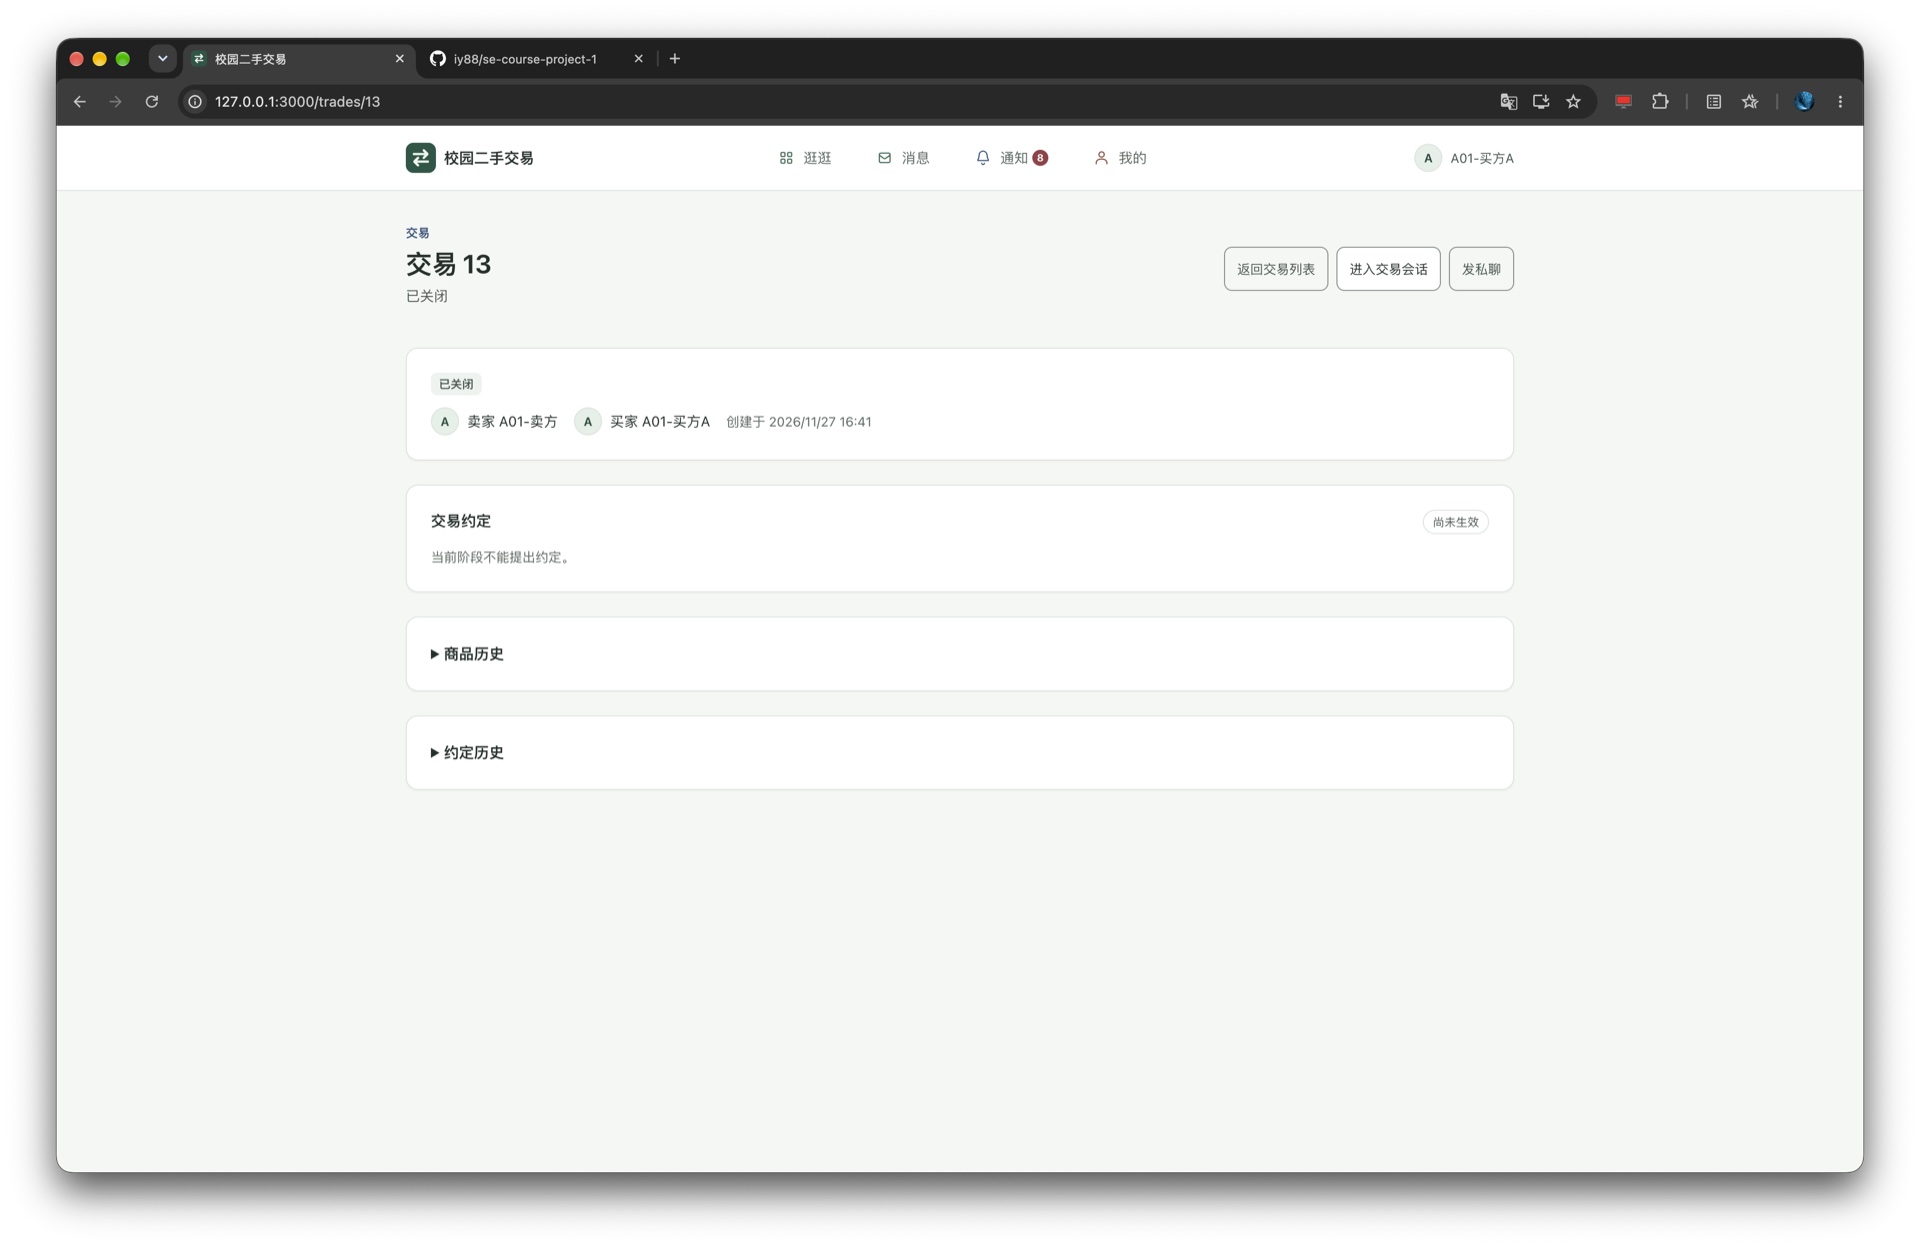 校园二手交易
iy88/se-course-project-1
127.0.0.1:3000/trades/13
校园二手交易
逛逛
消息
通知 8
我的
A A01-买方A
交易
交易 13
已关闭
返回交易列表
进入交易会话
发私聊
已关闭
A 卖家 A01-卖方 A 买家 A01-买方A 创建于 2026/11/27 16:41
交易约定
尚未生效
当前阶段不能提出约定。
商品历史
约定历史